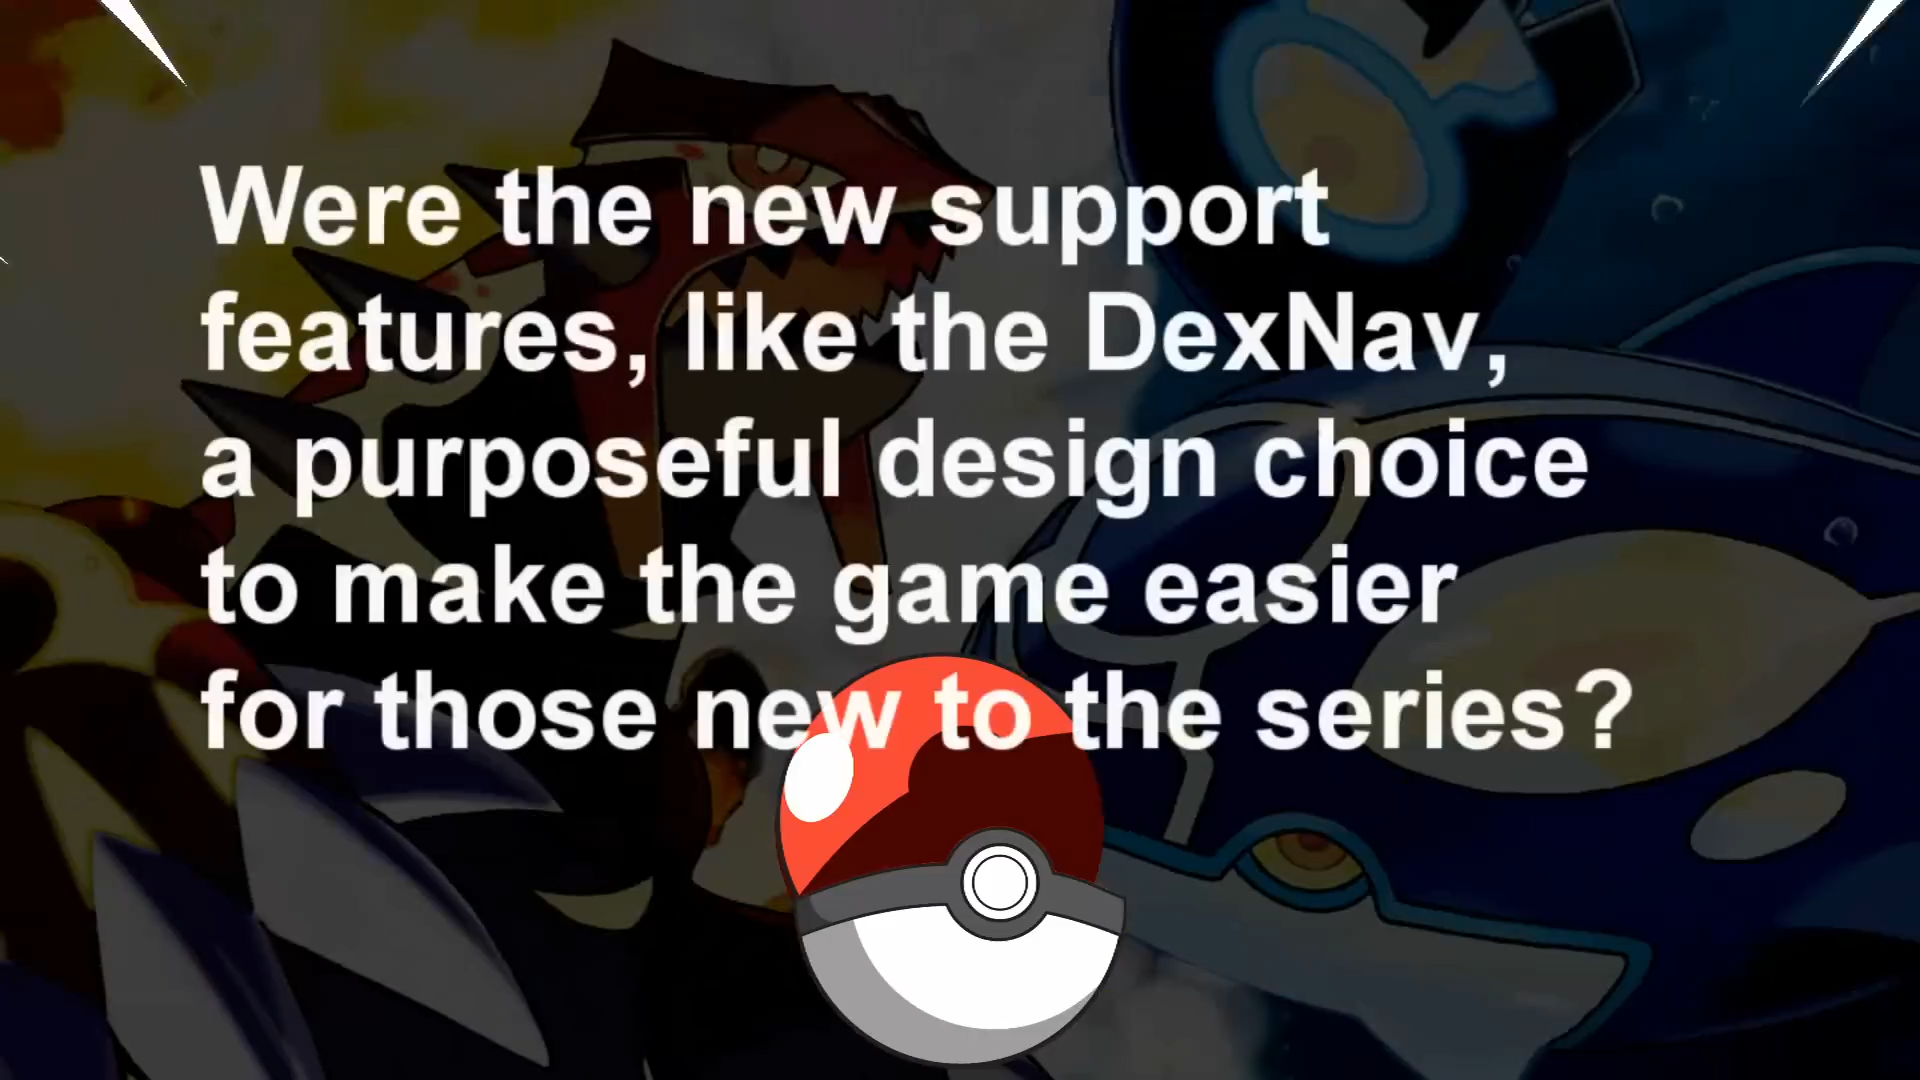 Were the new support
features, like the DexNav,
a purposeful design choice
to make the game easier
for those new to the series?